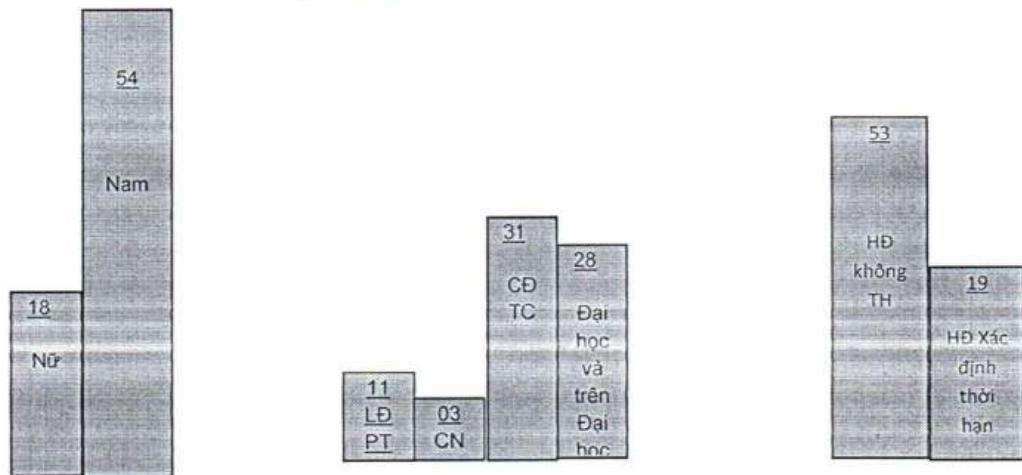 18
Nữ
54
Nam
11
LĐ
PT
03
CN
31
CĐ
TC
28
Đại
học
và
trên
Đại
học
53
HĐ
không
TH
19
HĐ Xác
định
thời
hạn